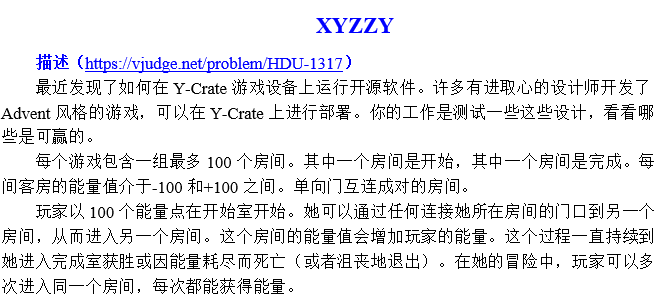 XYZZY
描述（https://vjudge.net/problem/HDU-1317）
最近发现了如何在 Y-Crate 游戏设备上运行开源软件。许多有进取心的设计师开发了
Advent 风格的游戏，可以在 Y-Crate 上进行部署。你的工作是测试一些这些设计，看看哪
些是可赢的。
每个游戏包含一组最多 100 个房间。其中一个房间是开始，其中一个房间是完成。每
间客房的能量值介于-100 和+100 之间。单向门互连成对的房间。
玩家以 100 个能量点在开始室开始。她可以通过任何连接她所在房间的门口到另一个
房间，从而进入另一个房间。这个房间的能量值会增加玩家的能量。这个过程一直持续到
她进入完成室获胜或因能量耗尽而死亡（或者沮丧地退出）。在她的冒险中，玩家可以多
次进入同一个房间，每次都能获得能量。